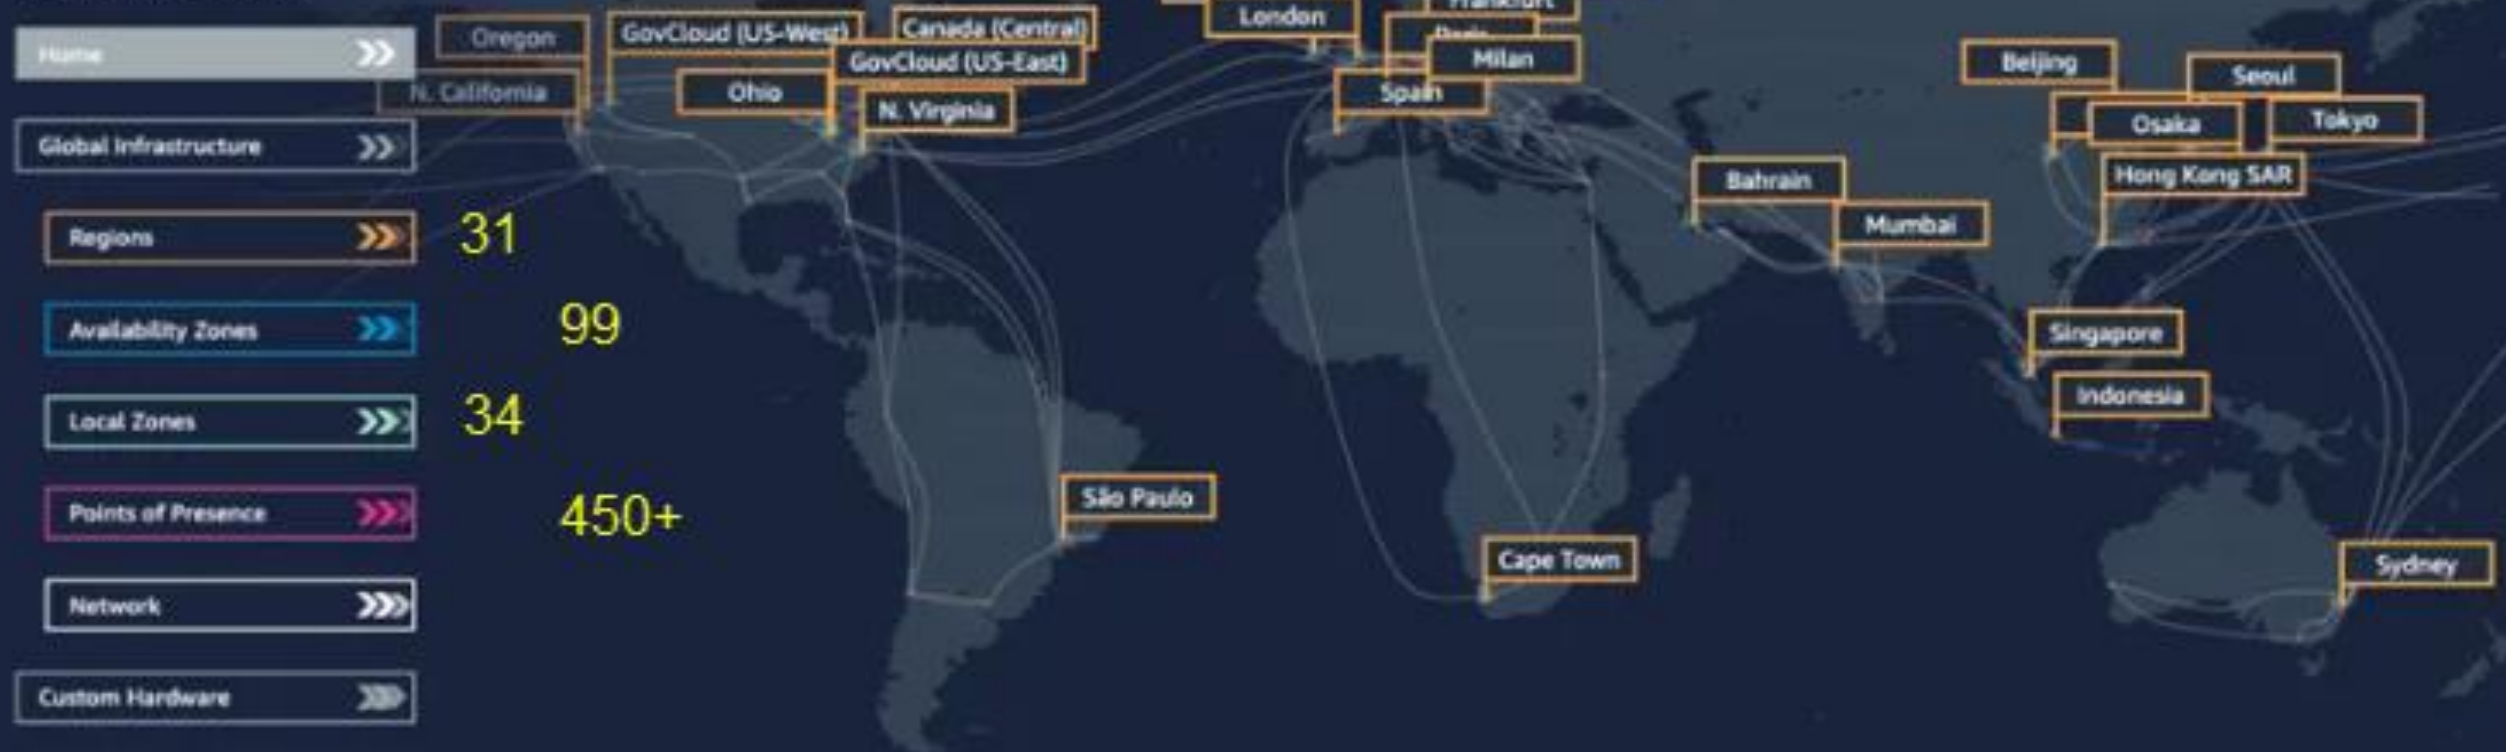 Home
Global Infrastructure
Regions
31
Availability Zones
99
Local Zones
34
Points of Presence
450+
Network
Custom Hardware
Oregon
GovCloud (US-West)
Canada (Central)
GovCloud (US-East)
N. California
Ohio
N. Virginia
London
Frankfurt
Paris
Milan
Spain
Beijing
Seoul
Osaka
Tokyo
Hong Kong SAR
Bahrain
Mumbai
Singapore
Indonesia
São Paulo
Cape Town
Sydney